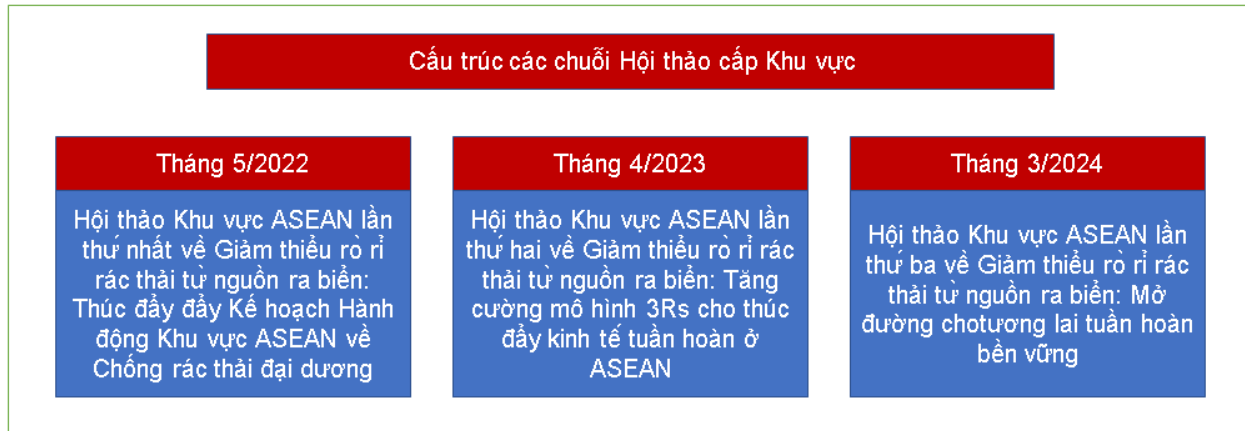 Cấu trúc các chuỗi Hội thảo cấp Khu vực
Tháng 5/2022
Hội thảo Khu vực ASEAN lần
thứ nhất về Giảm thiểu rò rỉ
rác thải từ nguồn ra biển:
Thúc đẩy đẩy Kế hoạch Hành
động Khu vực ASEAN về
Chống rác thải đại dương
Tháng 4/2023
Hội thảo Khu vực ASEAN lần
thứ hai về Giảm thiểu rò rỉ rác
thải từ nguồn ra biển: Tăng
cường mô hình 3Rs cho thúc
đẩy kinh tế tuần hoàn ở
ASEAN
Tháng 3/2024
Hội thảo Khu vực ASEAN lần
thứ ba về Giảm thiểu rò rỉ rác
thải từ nguồn ra biển: Mở
đường chotương lai tuần hoàn
bền vững